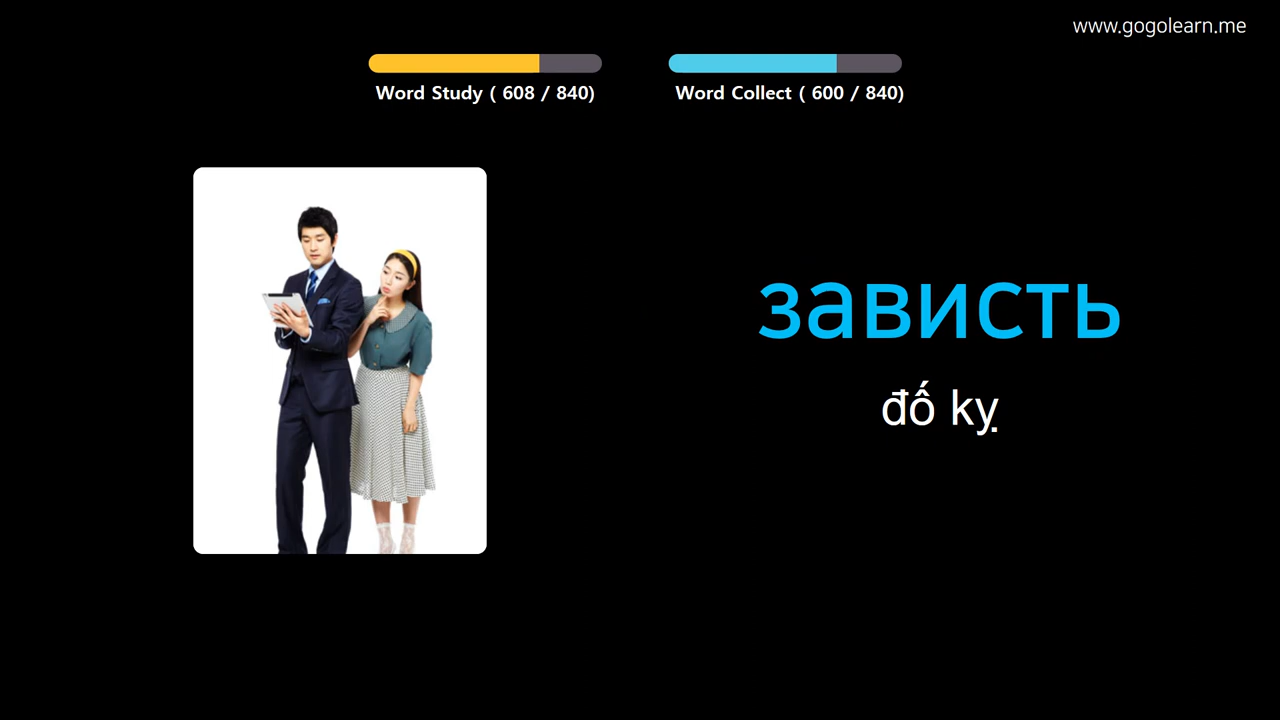 www.gogolearn.me
Word Study ( 608 / 840)
Word Collect ( 600 / 840)
зависть
đố kỵ